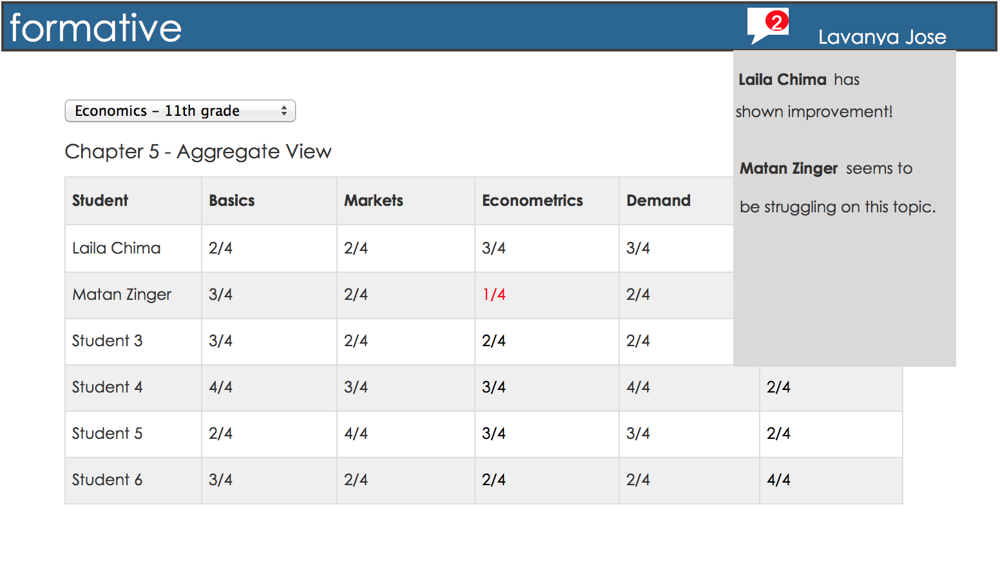 formative
2
Lavanya Jose
Laila Chima has
shown improvement!
Matan Zinger seems to
be struggling on this topic.
Economics – 11th grade
Chapter 5 - Aggregate View
Student Basics Markets Econometrics Demand
Laila Chima 2/4 2/4 3/4 3/4
Matan Zinger 3/4 2/4 1/4 2/4
Student 3 3/4 2/4 2/4 2/4
Student 4 4/4 3/4 3/4 4/4 2/4
Student 5 2/4 4/4 3/4 3/4 2/4
Student 6 3/4 2/4 2/4 2/4 4/4